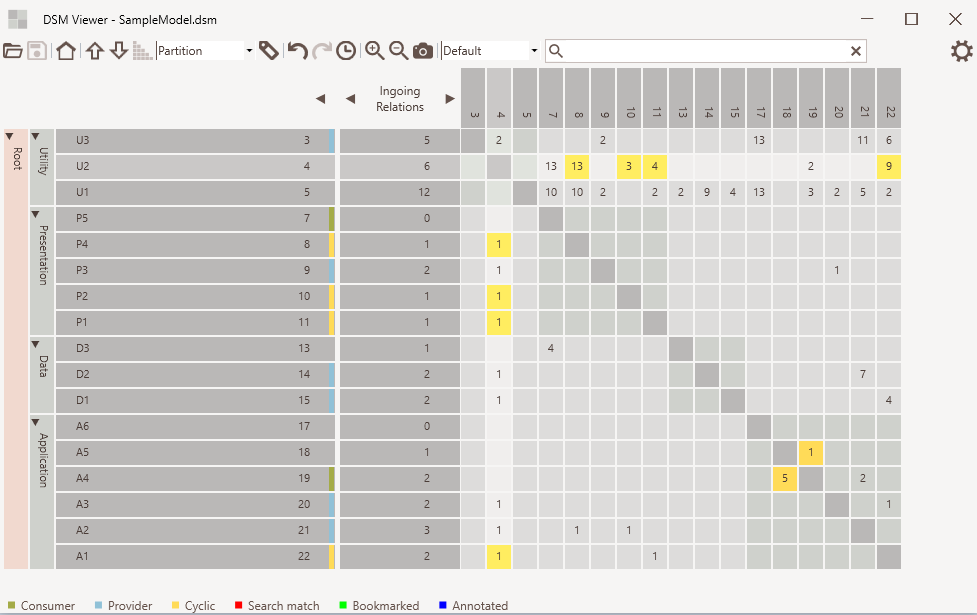 DSM Viewer - SampleModel.dsm
Partition Default
Ingoing
Relations
3 4 5 7 8 9 10 11 13 14 15 17 18 19 20 21 22
Root
Utility
U3 3 5 2 2 13 11 6
U2 4 6 13 13 3 4 2 9
U1 5 12 10 10 2 2 2 9 4 13 3 2 5 2
Presentation
P5 7 0
P4 8 1 1
P3 9 2 1 1
P2 10 1 1
P1 11 1 1
Data
D3 13 1 4
D2 14 2 1 7
D1 15 2 1 4
Application
A6 17 0
A5 18 1 1
A4 19 2 5 2
A3 20 2 1 1
A2 21 3 1 1 1
A1 22 2 1 1
Consumer Provider Cyclic Search match Bookmarked Annotated